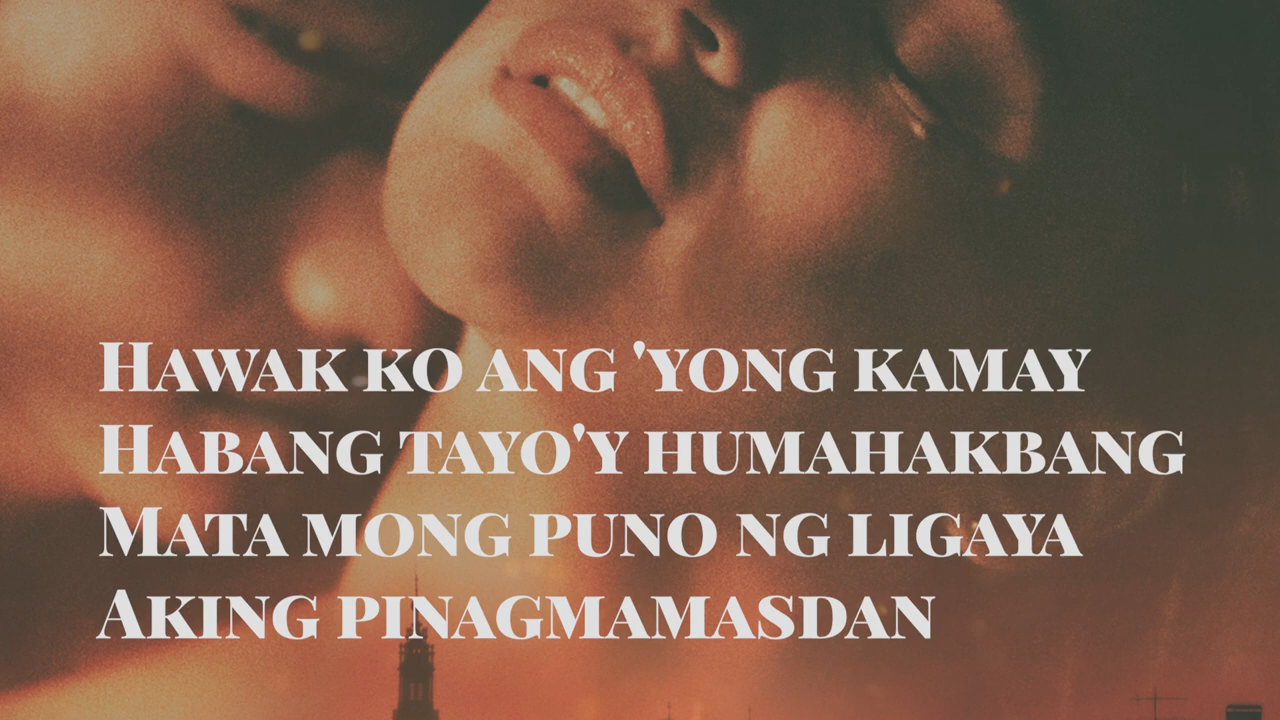 Hawak ko ang 'yong kamay
Habang tayo'y humahakbang
Mata mong puno ng ligaya
Aking pinagmamasdan